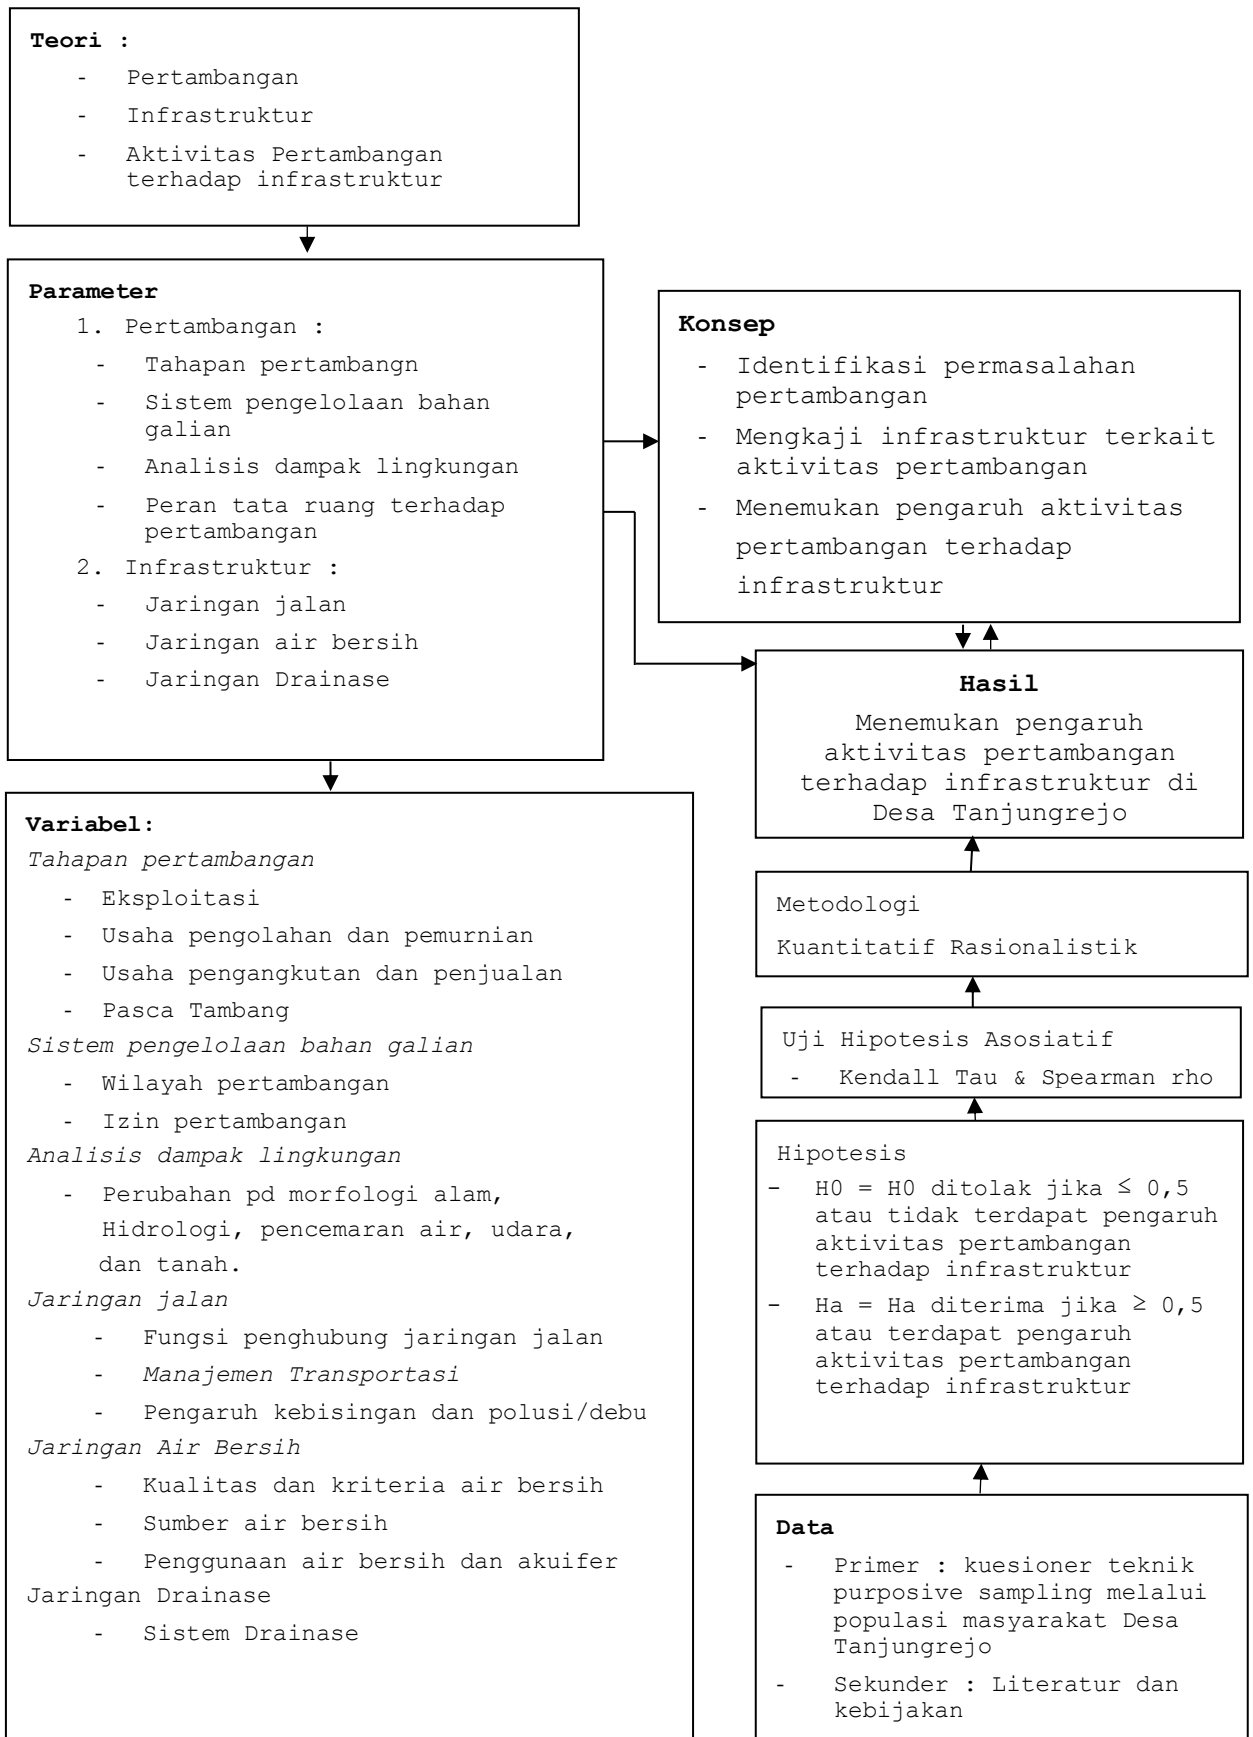 Teori :
- Pertambangan
- Infrastruktur
- Aktivitas Pertambangan
terhadap infrastruktur
Parameter
1. Pertambangan :
- Tahapan pertambangn
- Sistem pengelolaan bahan
galian
- Analisis dampak lingkungan
- Peran tata ruang terhadap
pertambangan
2. Infrastruktur :
- Jaringan jalan
- Jaringan air bersih
- Jaringan Drainase
Konsep
- Identifikasi permasalahan
pertambangan
- Mengkaji infrastruktur terkait
aktivitas pertambangan
- Menemukan pengaruh aktivitas
pertambangan terhadap
infrastruktur
Hasil
Menemukan pengaruh
aktivitas pertambangan
terhadap infrastruktur di
Desa Tanjungrejo
Variabel:
Tahapan pertambangan
- Eksploitasi
- Usaha pengolahan dan pemurnian
- Usaha pengangkutan dan penjualan
- Pasca Tambang
Sistem pengelolaan bahan galian
- Wilayah pertambangan
- Izin pertambangan
Analisis dampak lingkungan
- Perubahan pd morfologi alam,
Hidrologi, pencemaran air, udara,
dan tanah.
Jaringan jalan
- Fungsi penghubung jaringan jalan
- Manajemen Transportasi
- Pengaruh kebisingan dan polusi/debu
Jaringan Air Bersih
- Kualitas dan kriteria air bersih
- Sumber air bersih
- Penggunaan air bersih dan akuifer
Jaringan Drainase
- Sistem Drainase
Metodologi
Kuantitatif Rasionalistik
Uji Hipotesis Asosiatif
- Kendall Tau & Spearman rho
Hipotesis
- H0 = H0 ditolak jika ≤ 0,5
atau tidak terdapat pengaruh
aktivitas pertambangan
terhadap infrastruktur
- Ha = Ha diterima jika ≥ 0,5
atau terdapat pengaruh
aktivitas pertambangan
terhadap infrastruktur
Data
- Primer : kuesioner teknik
purposive sampling melalui
populasi masyarakat Desa
Tanjungrejo
- Sekunder : Literatur dan
kebijakan